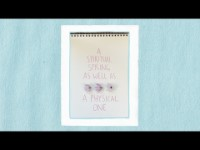 A
SPIRITUAL
SPRING
AS WELL AS
A PHYSICAL
ONE